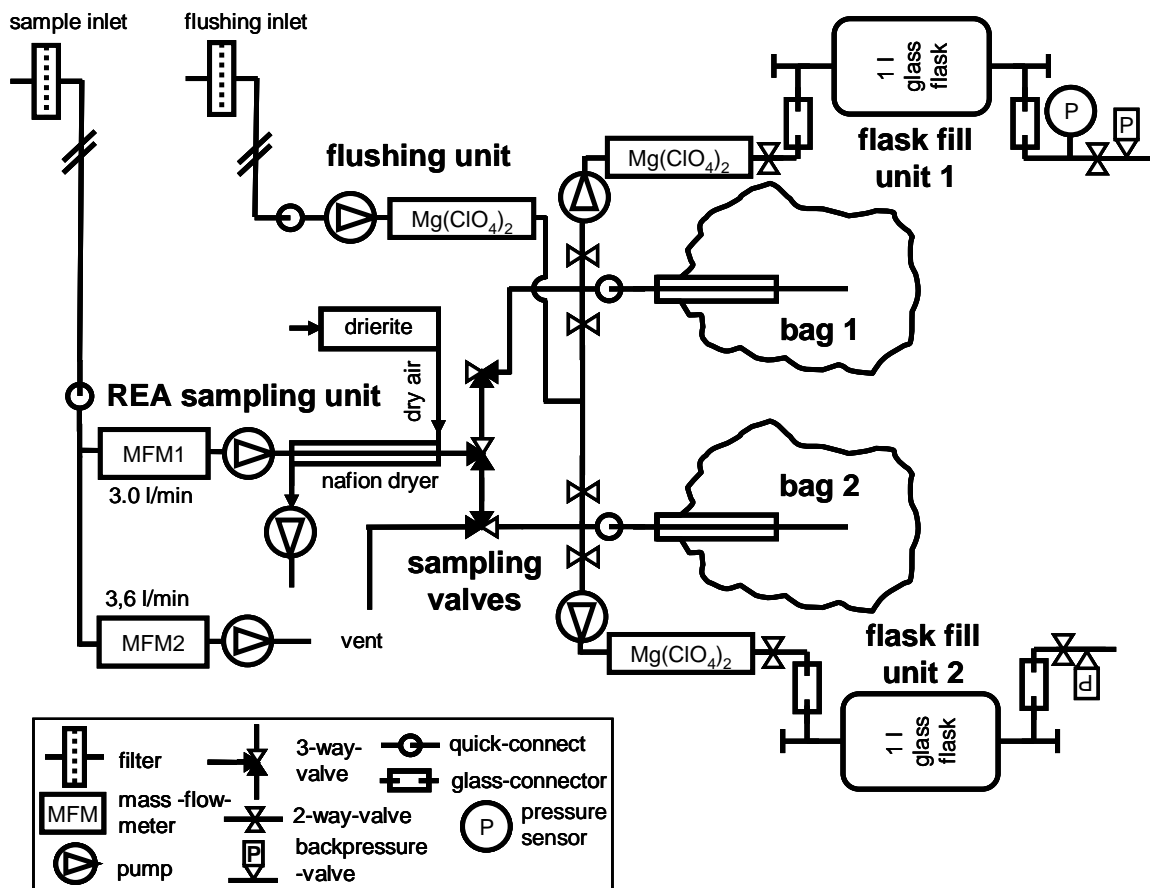 sample inlet
flushing inlet
1 l
glass
flask
P
P
flask fill
unit 1
Mg(ClO4)2
flushing unit
Mg(ClO4)2
bag 1
drierite
dry air
REA sampling unit
MFM1
3.0 l/min
nafion dryer
bag 2
sampling
valves
3,6 l/min
MFM2
vent
Mg(ClO4)2
flask fill
unit 2
P
1 l
glass
flask
filter
MFM
mass -flow-
meter
pump
3-way-
valve
2-way-valve
P
backpressure
-valve
quick-connect
glass-connector
P
pressure
sensor